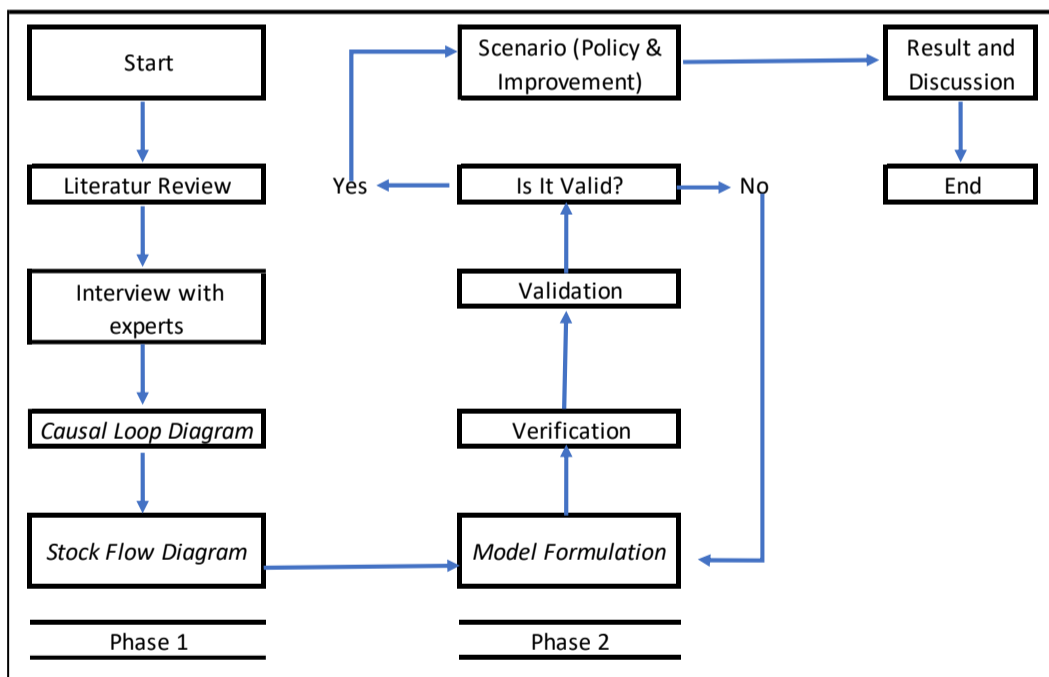 Start
Literatur Review
Interview with
experts
Causal Loop Diagram
Stock Flow Diagram
Phase 1
Scenario (Policy &
Improvement)
Yes
Is It Valid?
No
Validation
Verification
Model Formulation
Phase 2
Result and
Discussion
End